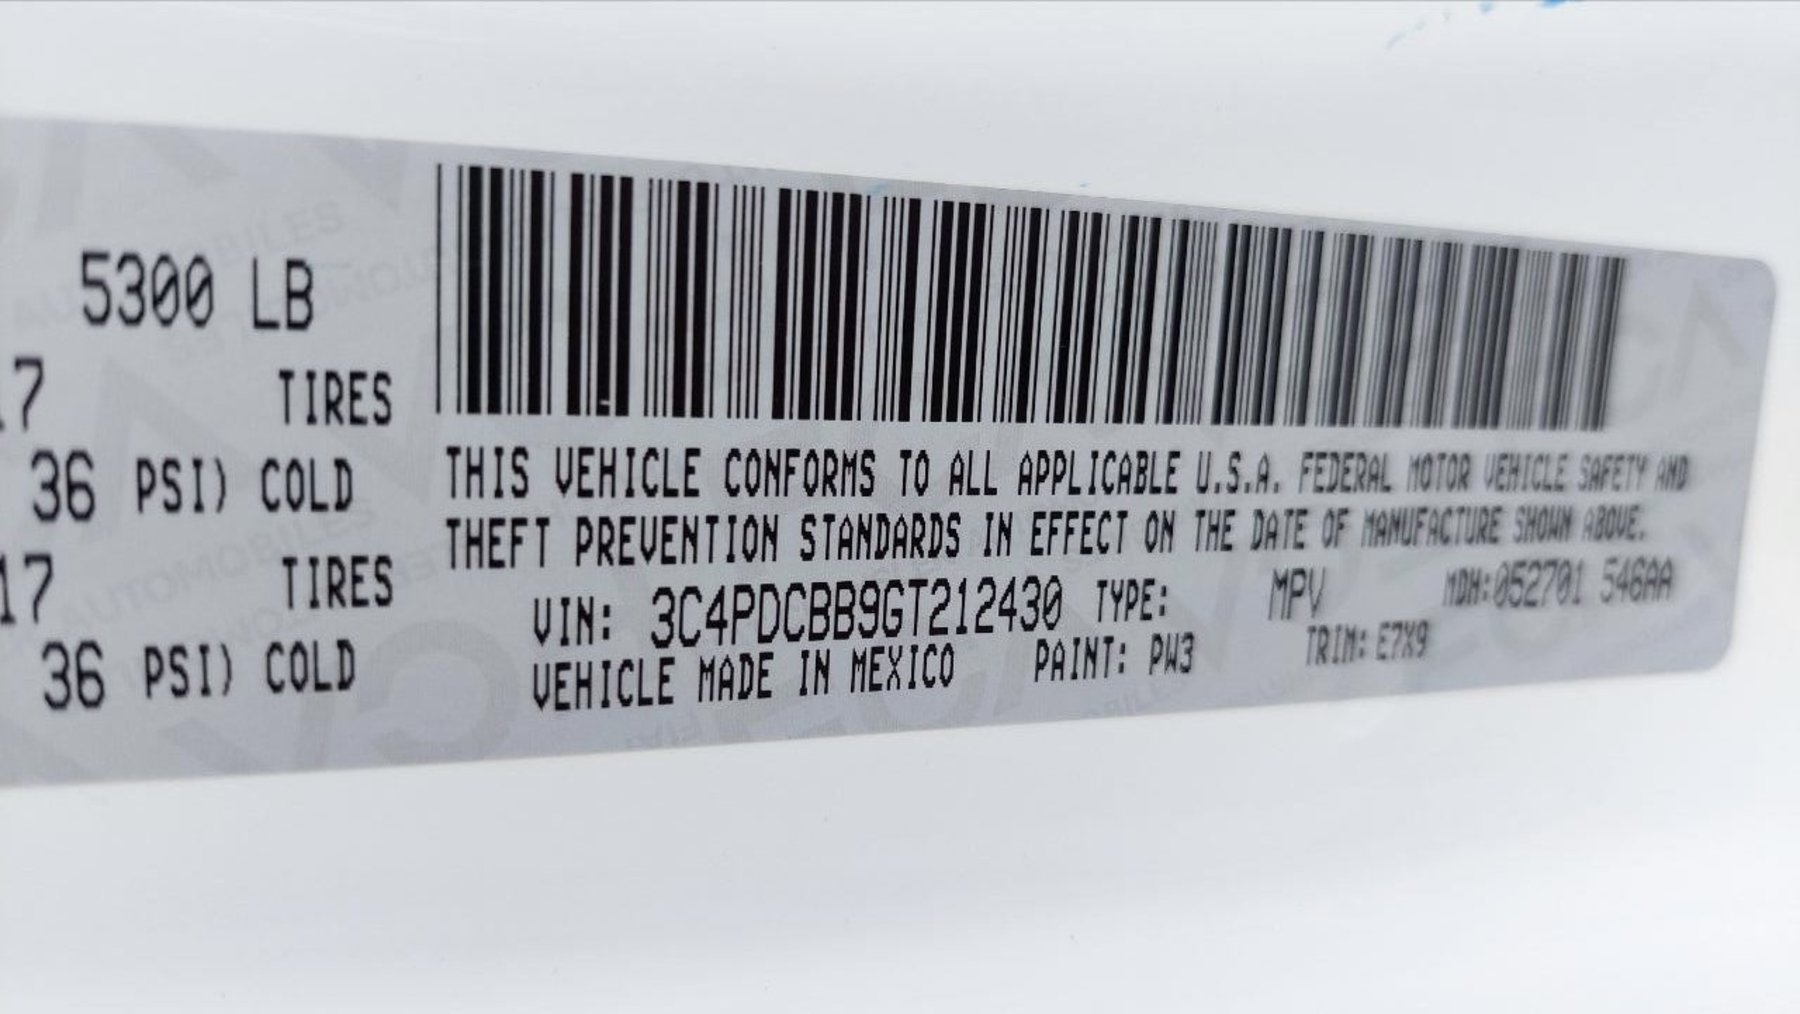 5300 LB
17 TIRES
36 PSI) COLD
17 TIRES
36 PSI) COLD
THIS VEHICLE CONFORMS TO ALL APPLICABLE U.S.A. FEDERAL MOTOR VEHICLE SAFETY AND
THEFT PREVENTION STANDARDS IN EFFECT ON THE DATE OF MANUFACTURE SHOWN ABOVE.
VIN: 3C4PDCBB9GT212430 TYPE: MPV MDH:052701 546AA
VEHICLE MADE IN MEXICO PAINT: PW3 TRIM: E7X9